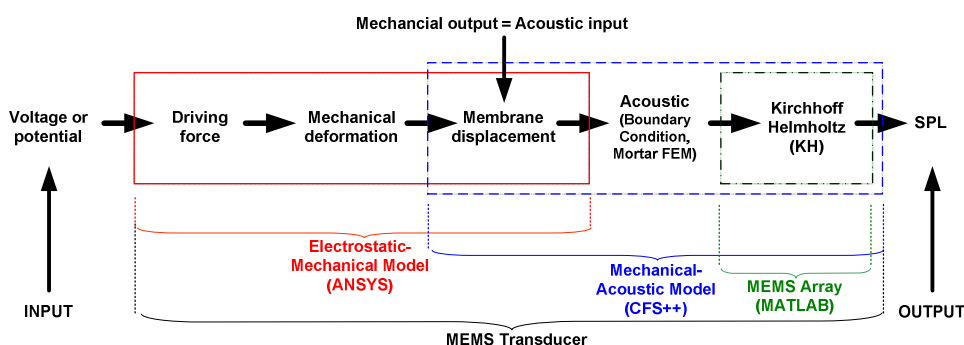 Mechancial output = Acoustic input
Voltage or
potential
Driving
force
Mechanical
deformation
Membrane
displacement
Acoustic
(Boundary
Condition,
Mortar FEM)
Kirchhoff
Helmholtz
(KH)
SPL
Electrostatic-
Mechanical Model
(ANSYS)
Mechanical-
Acoustic Model
(CFS++)
MEMS Array
(MATLAB)
INPUT
OUTPUT
MEMS Transducer